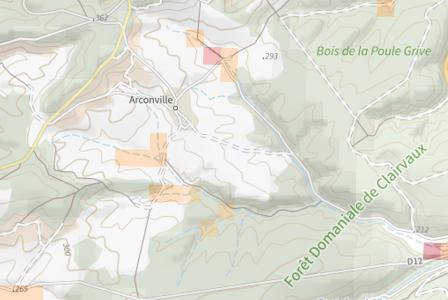 362
.293
Bois de la Poule Grive
Arconville
Forêt Domaniale de Clairvaux
212
D12
300
265